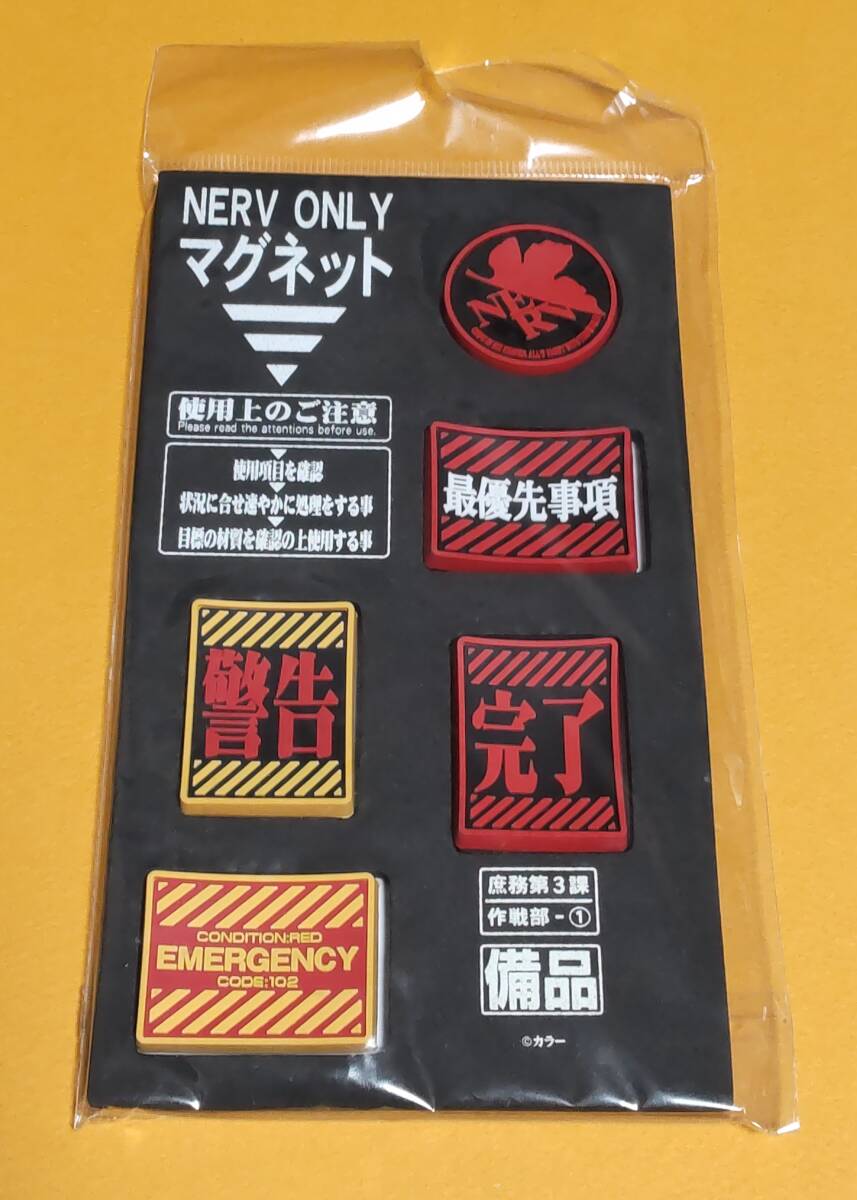 NERV ONLY
マグネット
使用上のご注意
Please read the attentions before use.
使用項目を確認
状況に合せ速やかに処理をする事
目標の材質を確認の上使用する事
NERV
最優先事項
警告
完了
CONDITION:RED
EMERGENCY
CODE:102
庶務第3課
作戦部-①
備品
©カラー